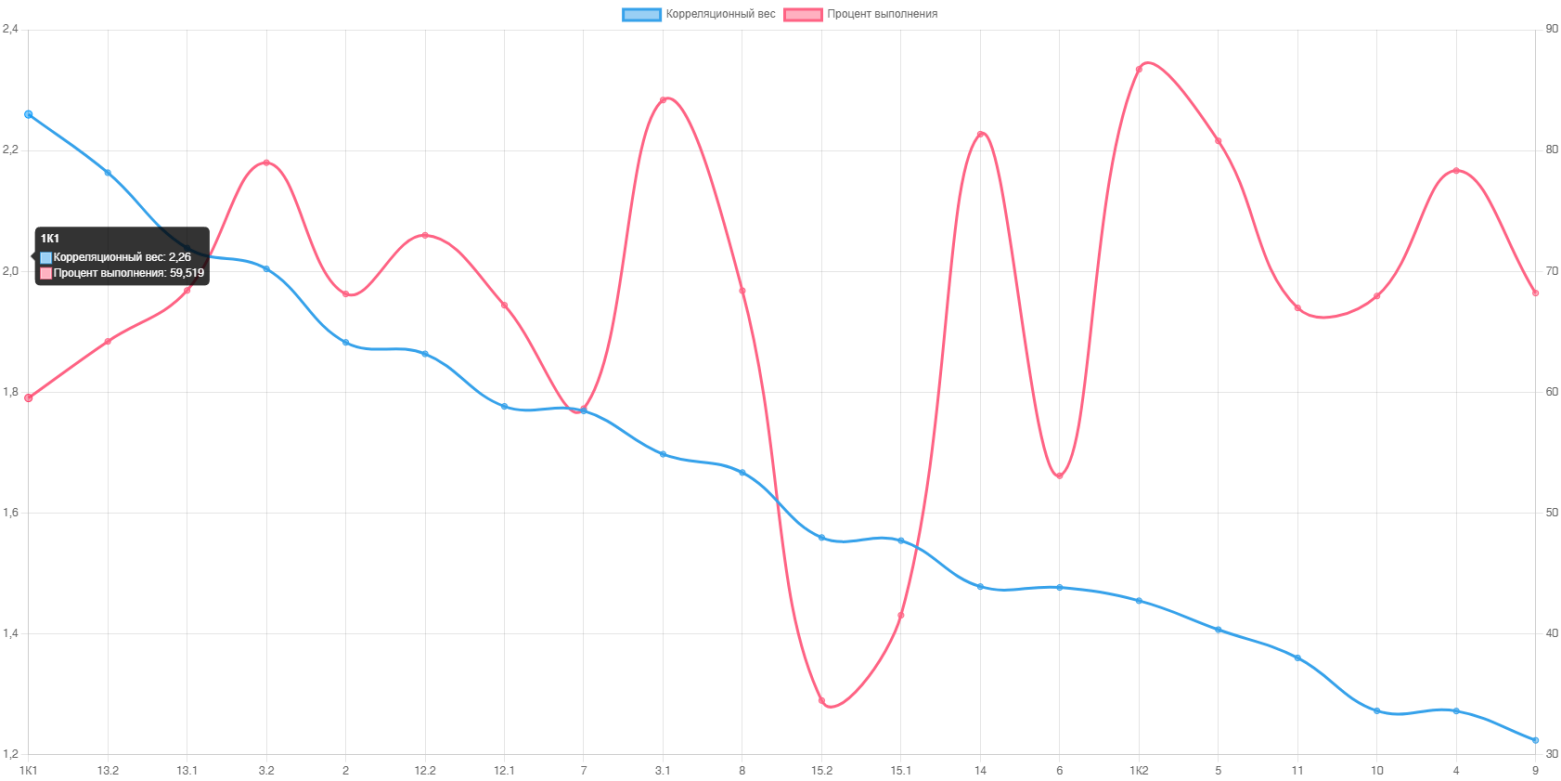 Корреляционный вес Процент выполнения
2,4 90
2,2 80
1К1
Корреляционный вес: 2,26
Процент выполнения: 59,519
2,0 70
1,8 60
1,6 50
1,4 40
1,2 30
1К1 13.2 13.1 3.2 2 12.2 12.1 7 3.1 8 15.2 15.1 14 6 1К2 5 11 10 4 9